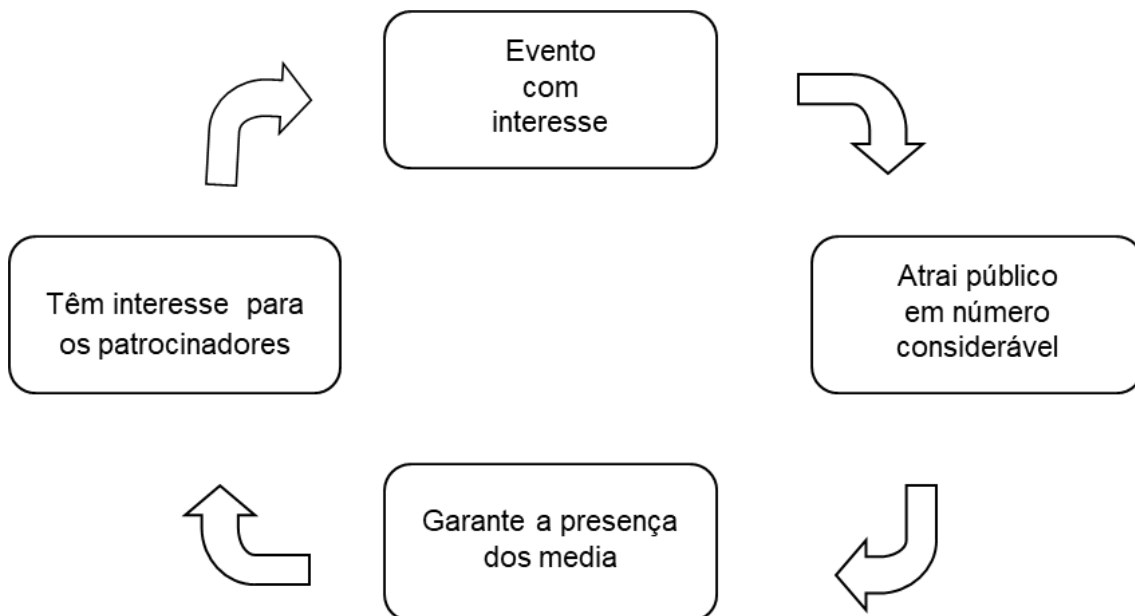 Evento
com
interesse
Atrai público
em número
considerável
Garante a presença
dos media
Têm interesse para
os patrocinadores